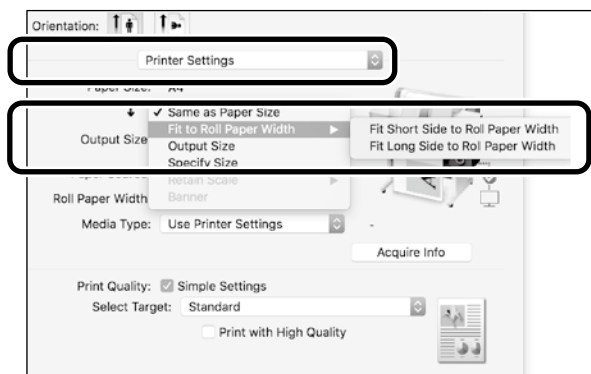 Orientation:
Printer Settings
Paper Size: A4
✓ Same as Paper Size
Fit to Roll Paper Width
Fit Short Side to Roll Paper Width
Output Size
Output Size
Fit Long Side to Roll Paper Width
Specify Size
Retain Scale
Roll Paper Width
Banner
Media Type: Use Printer Settings
-
Acquire Info
Print Quality: Simple Settings
Select Target: Standard
Print with High Quality